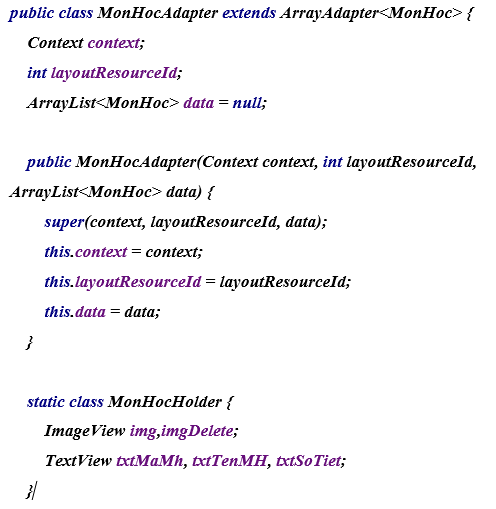 public class MonHocAdapter extends ArrayAdapter<MonHoc> {
Context context;
int layoutResourceId;
ArrayList<MonHoc> data = null;
public MonHocAdapter(Context context, int layoutResourceId,
ArrayList<MonHoc> data) {
super(context, layoutResourceId, data);
this.context = context;
this.layoutResourceId = layoutResourceId;
this.data = data;
}
static class MonHocHolder {
ImageView img,imgDelete;
TextView txtMaMh, txtTenMH, txtSoTiet;
}